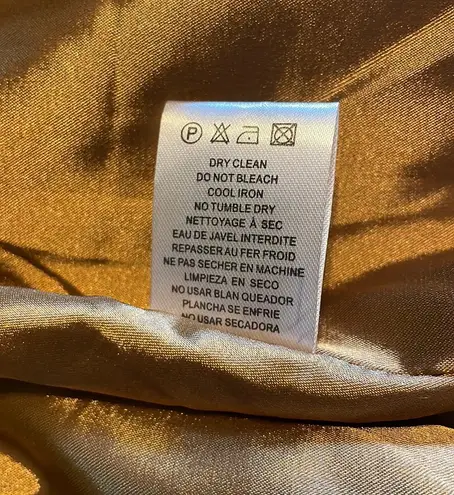 P
DRY CLEAN
DO NOT BLEACH
COOL IRON
NO TUMBLE DRY
NETTOYAGE À SEC
EAU DE JAVEL INTERDITE
REPASSER AU FER FROID
NE PAS SECHER EN MACHINE
LIMPIEZA EN SECO
NO USAR BLAN QUEADOR
PLANCHA SE ENFRIE
NO USAR SECADORA